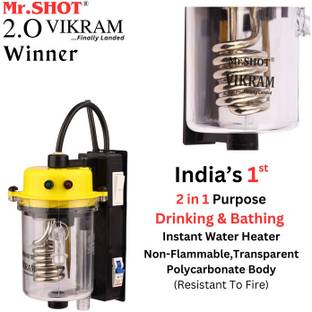 Mr.SHOT®
2.O VIKRAM
...Finally Landed
Winner
Mr.SHOT®
VIKRAM
India's 1st
2 in 1 Purpose
Drinking & Bathing
Instant Water Heater
Non-Flammable,Transparent
Polycarbonate Body
(Resistant To Fire)